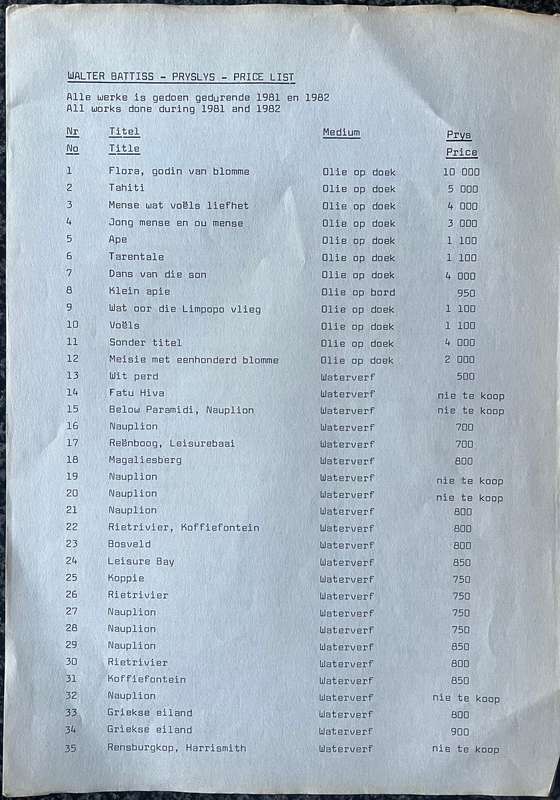 WALTER BATTISS - PRYSLYS - PRICE LIST
Alle werke is gedoen gedurende 1981 en 1982
All works done during 1981 and 1982
Nr Titel Medium Prys
No Title Price
1 Flora, godin van blomme Olie op doek 10 000
2 Tahiti Olie op doek 5 000
3 Mense wat voëls liefhet Olie op doek 4 000
4 Jong mense en ou mense Olie op doek 3 000
5 Ape Olie op doek 1 100
6 Tarentale Olie op doek 1 100
7 Dans van die son Olie op doek 4 000
8 Klein apie Olie op bord 950
9 Wat oor die Limpopo vlieg Olie op doek 1 100
10 Voëls Olie op doek 1 100
11 Sonder titel Olie op doek 4 000
12 Meisie met eenhonderd blomme Olie op doek 2 000
13 Wit perd Waterverf 500
14 Fatu Hiva Waterverf nie te koop
15 Below Paramidi, Nauplion Waterverf nie te koop
16 Nauplion Waterverf 700
17 Reënboog, Leisurebaai Waterverf 700
18 Magaliesberg Waterverf 800
19 Nauplion Waterverf nie te koop
20 Nauplion Waterverf nie te koop
21 Nauplion Waterverf 800
22 Rietrivier, Koffiefontein Waterverf 800
23 Bosveld Waterverf 800
24 Leisure Bay Waterverf 850
25 Koppie Waterverf 750
26 Rietrivier Waterverf 750
27 Nauplion Waterverf 750
28 Nauplion Waterverf 750
29 Nauplion Waterverf 850
30 Rietrivier Waterverf 800
31 Koffiefontein Waterverf 850
32 Nauplion Waterverf nie te koop
33 Griekse eiland Waterverf 800
34 Griekse eiland Waterverf 900
35 Rensburgkop, Harrismith Waterverf nie te koop